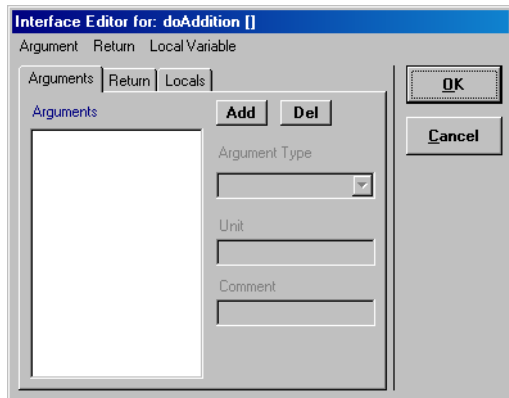 Interface Editor for: doAddition []
Argument Return Local Variable
Arguments Return Locals
OK
Arguments
Add Del
Cancel
Argument Type
Unit
Comment